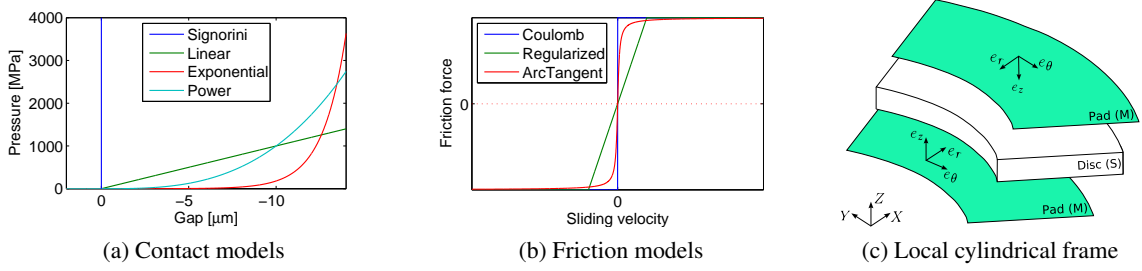 4000
3000
2000
1000
0
Pressure [MPa]
Signorini
Linear
Exponential
Power
0
−5
−10
Gap [μm]
(a) Contact models
Friction force
0
Coulomb
Regularized
ArcTangent
0
Sliding velocity
(b) Friction models
e_r
e_θ
e_z
Pad (M)
e_z
e_r
e_θ
Disc (S)
Pad (M)
Z
Y
X
(c) Local cylindrical frame